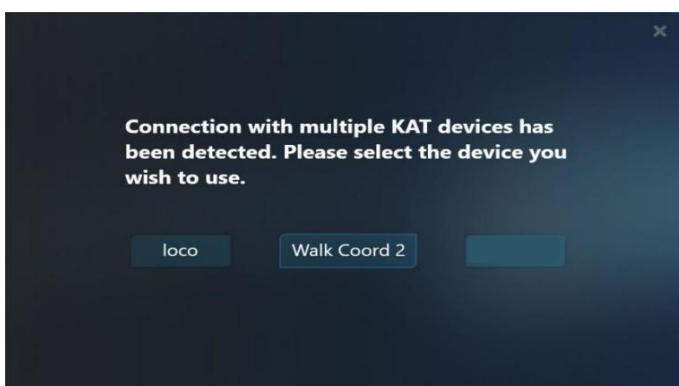 Connection with multiple KAT devices has
been detected. Please select the device you
wish to use.
loco
Walk Coord 2